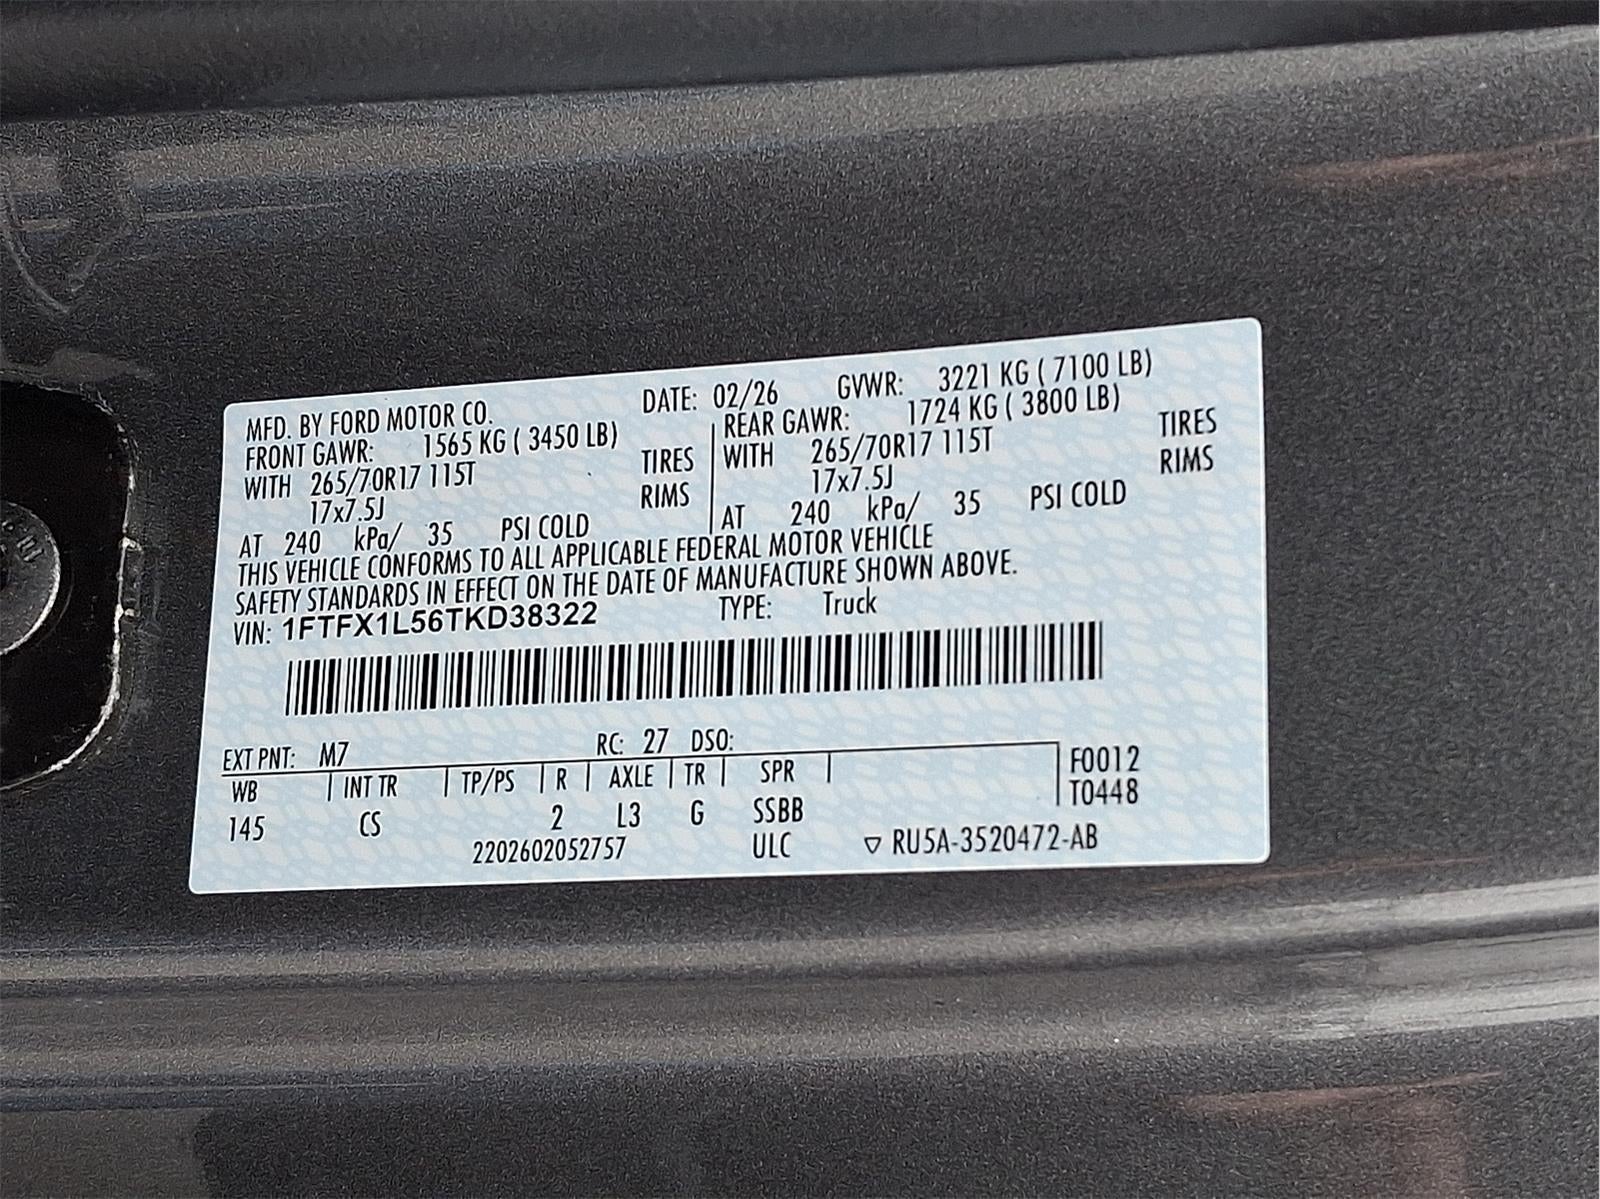 MFD. BY FORD MOTOR CO. DATE: 02/26 GVWR: 3221 KG ( 7100 LB)
FRONT GAWR: 1565 KG ( 3450 LB) REAR GAWR: 1724 KG ( 3800 LB)
WITH 265/70R17 115T TIRES WITH 265/70R17 115T TIRES
17x7.5J RIMS 17x7.5J RIMS
AT 240 kPa/ 35 PSI COLD AT 240 kPa/ 35 PSI COLD
THIS VEHICLE CONFORMS TO ALL APPLICABLE FEDERAL MOTOR VEHICLE
SAFETY STANDARDS IN EFFECT ON THE DATE OF MANUFACTURE SHOWN ABOVE.
VIN: 1FTFX1L56TKD38322 TYPE: Truck
EXT PNT: M7 RC: 27 DSO:
WB INT TR TP/PS R AXLE TR SPR F0012
145 CS 2 L3 G SSBB T0448
2202602052757 ULC ▽ RU5A-3520472-AB